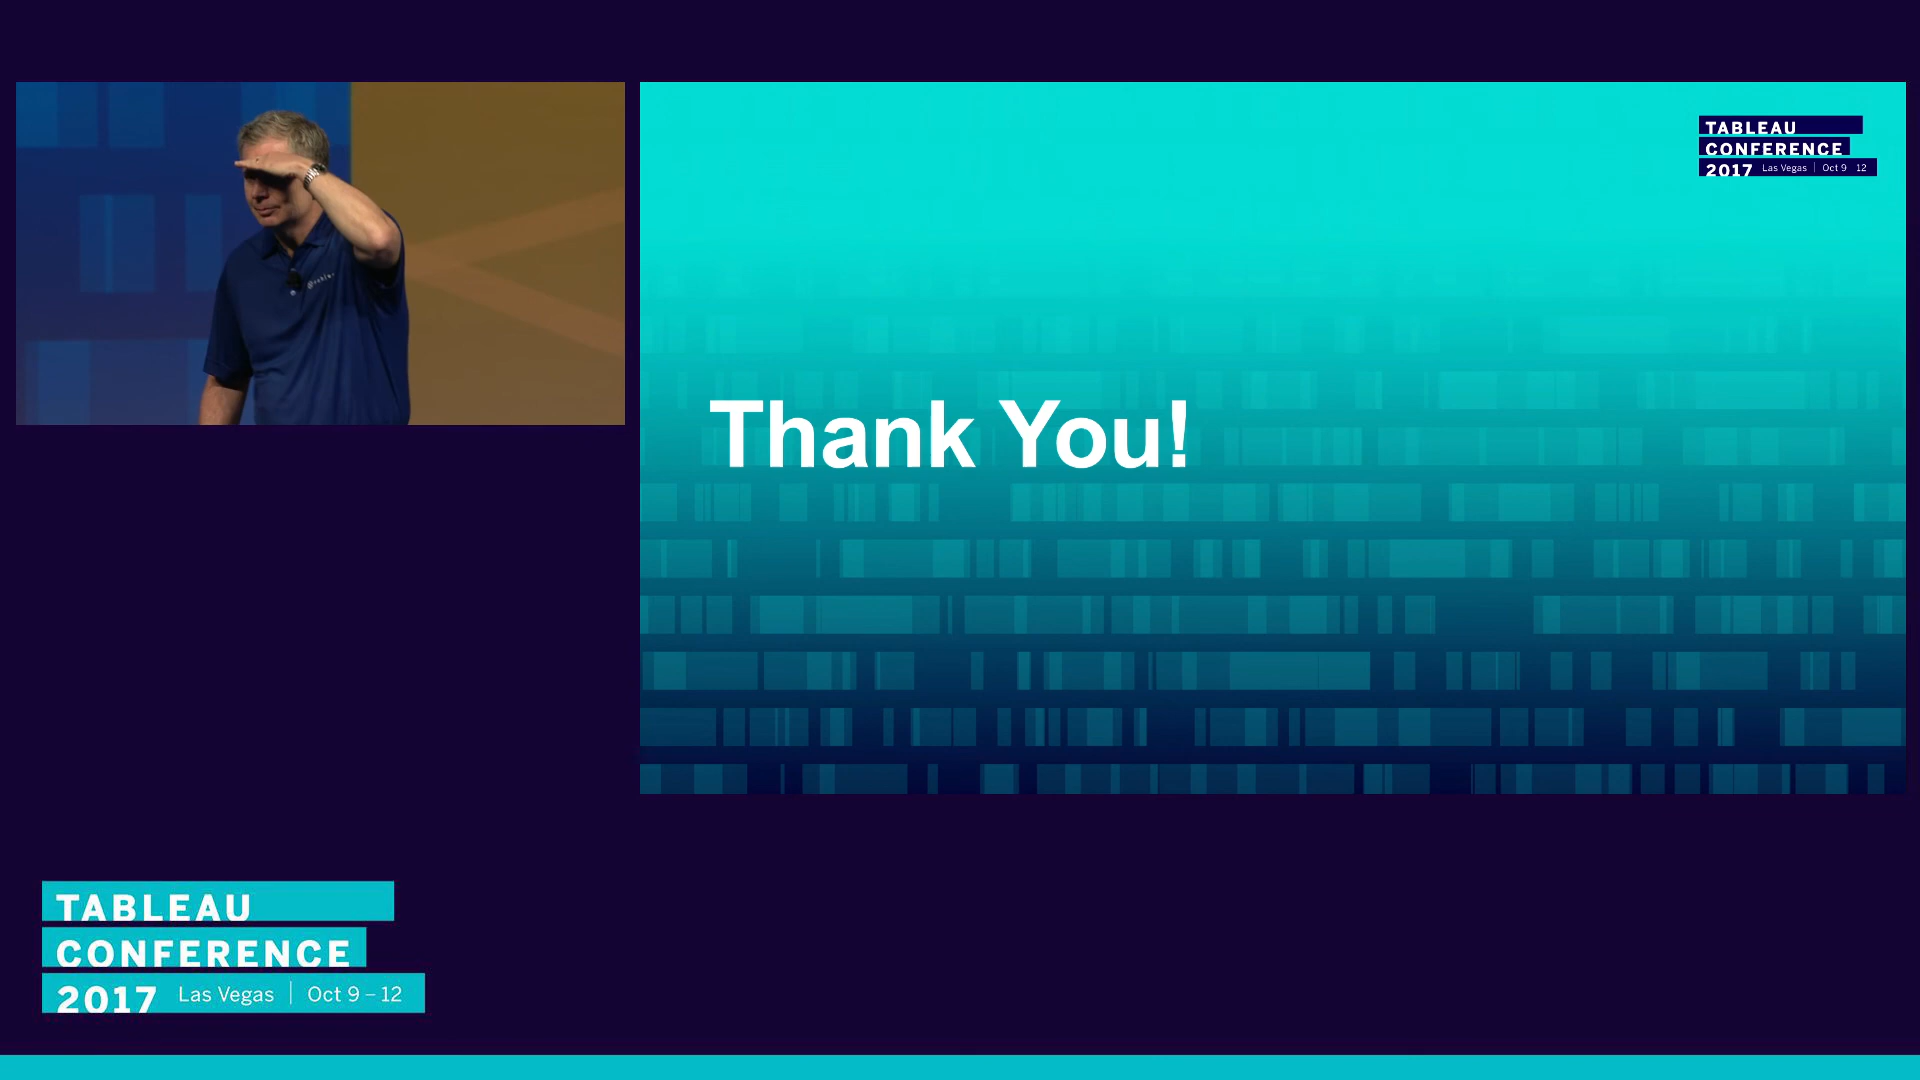 TABLEAU
CONFERENCE
2017 Las Vegas | Oct 9 12
Thank You!
TABLEAU
CONFERENCE
2017 Las Vegas | Oct 9 – 12